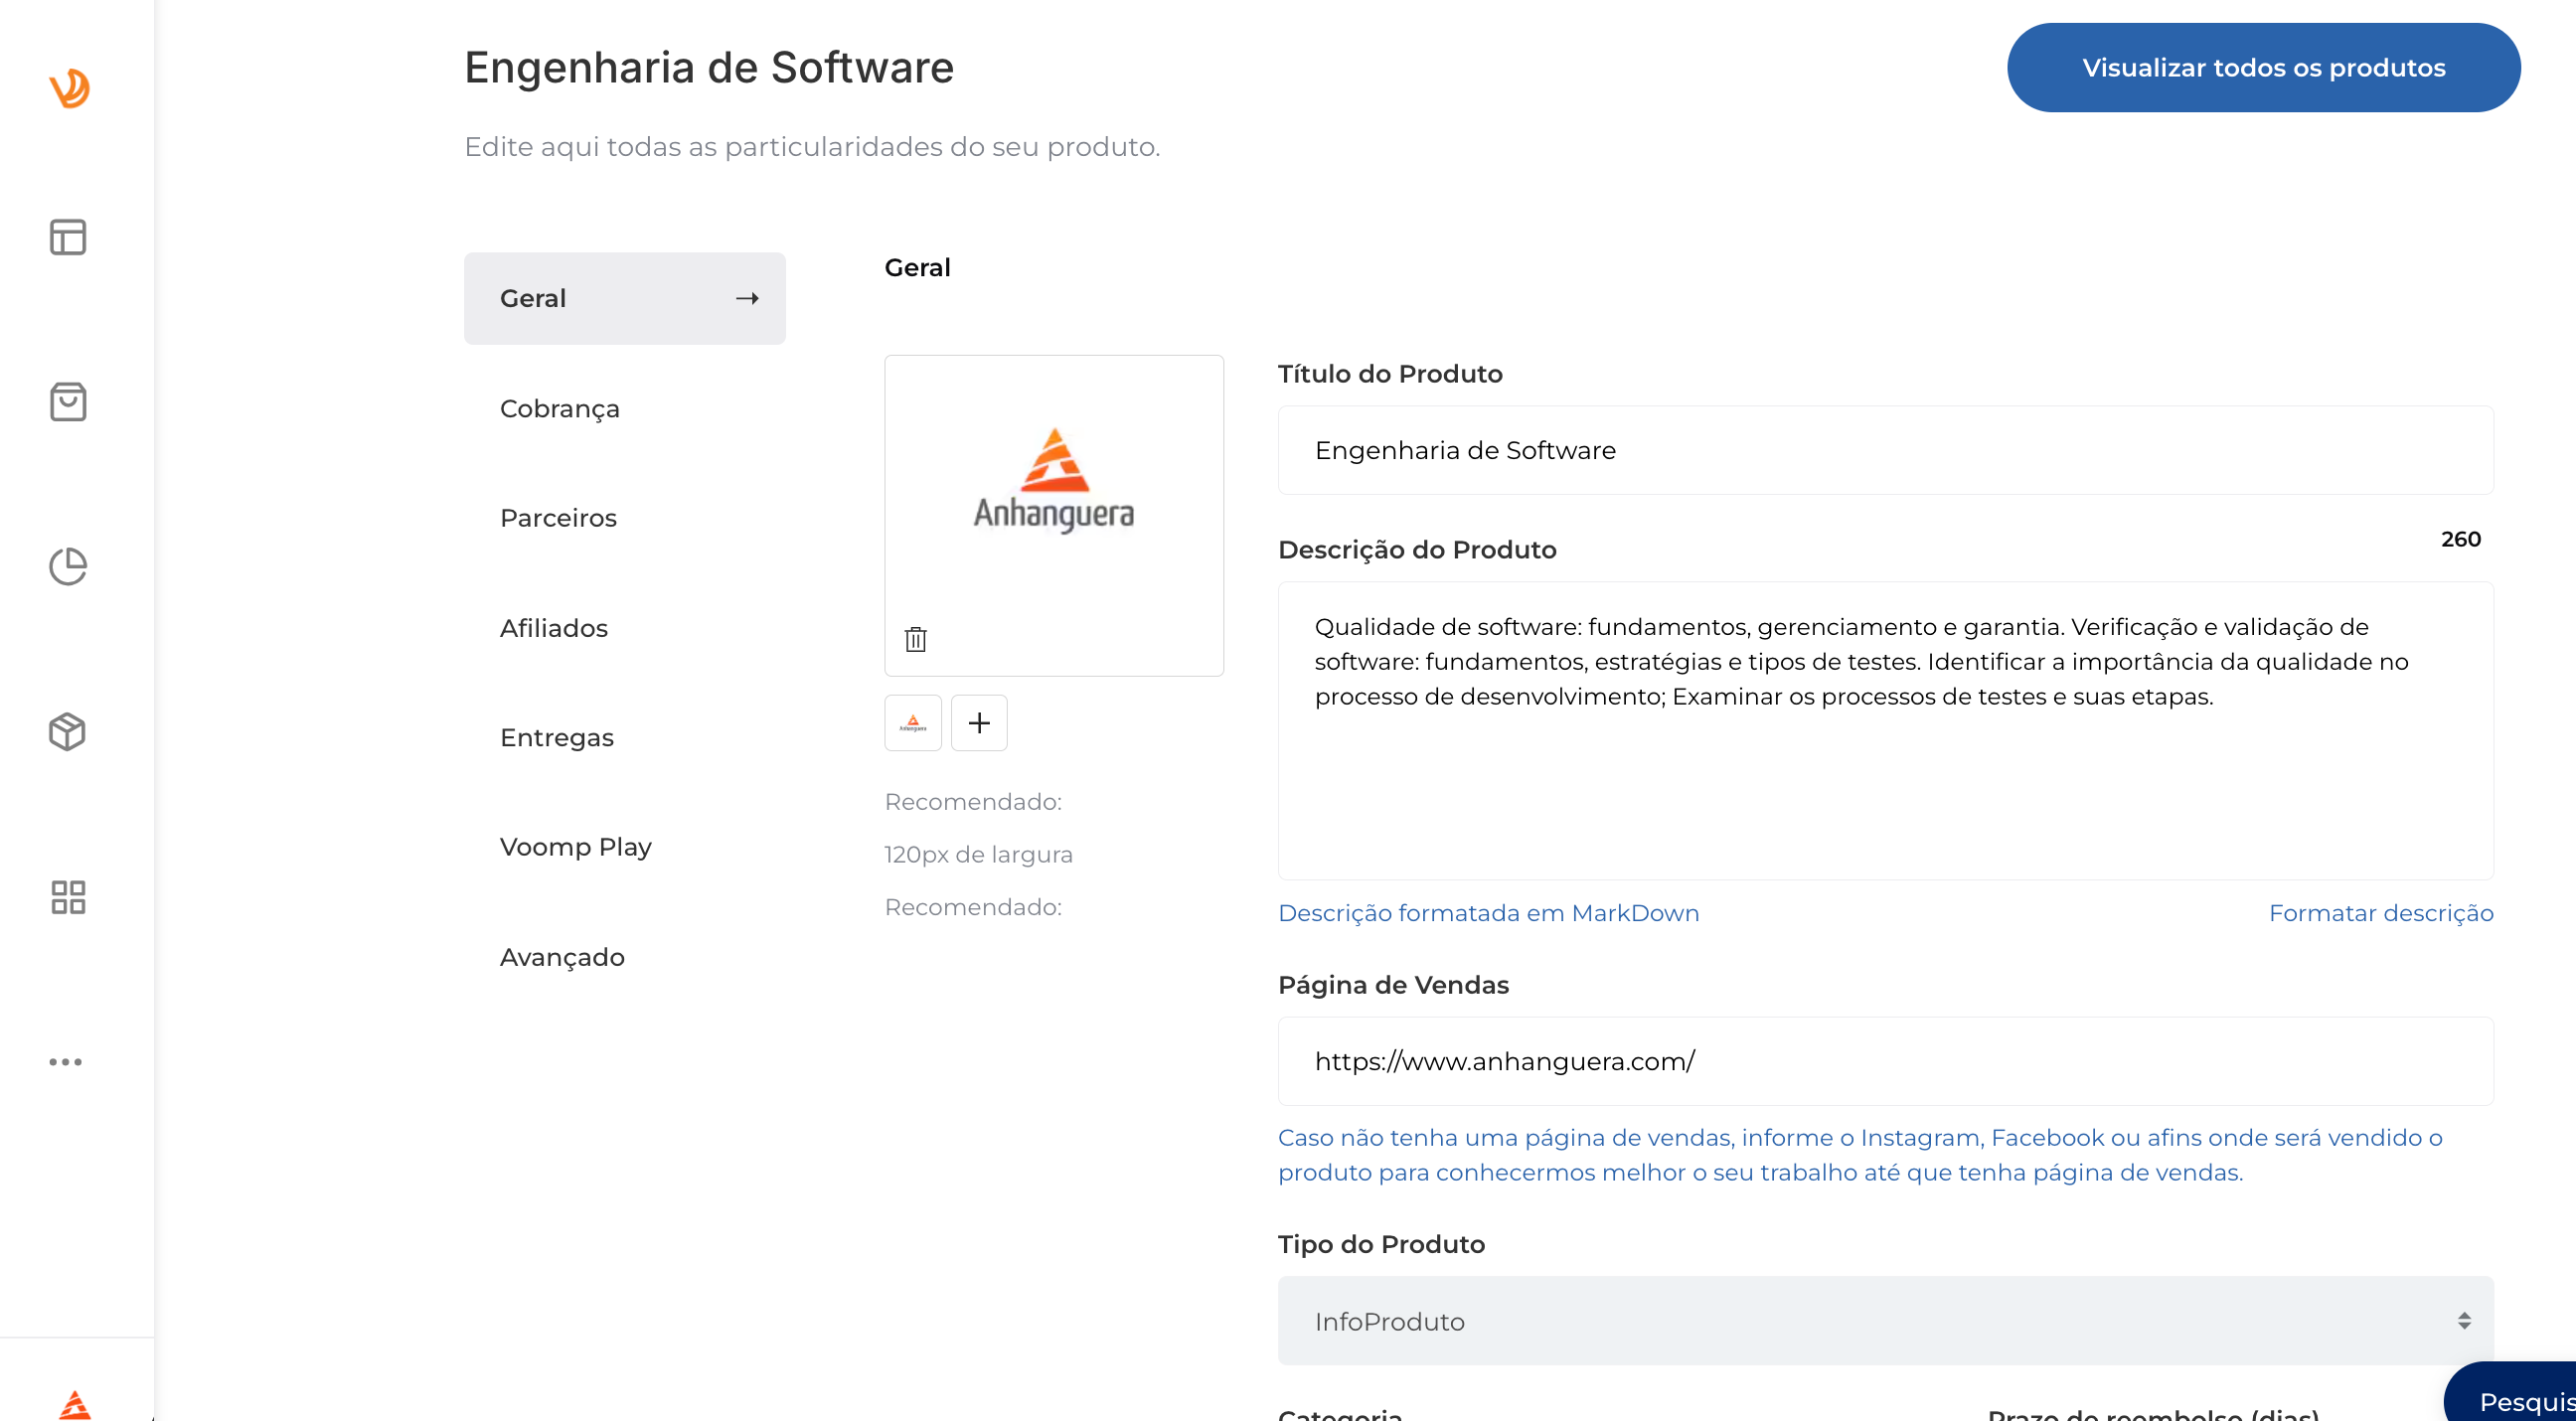 Engenharia de Software
Visualizar todos os produtos
Edite aqui todas as particularidades do seu produto.
Geral
Cobrança
Parceiros
Afiliados
Entregas
Voomp Play
Avançado
Geral
Anhanguera
Anhanguera
Recomendado:
120px de largura
Recomendado:
Título do Produto
Engenharia de Software
Descrição do Produto
260
Qualidade de software: fundamentos, gerenciamento e garantia. Verificação e validação de
software: fundamentos, estratégias e tipos de testes. Identificar a importância da qualidade no
processo de desenvolvimento; Examinar os processos de testes e suas etapas.
Descrição formatada em MarkDown
Formatar descrição
Página de Vendas
https://www.anhanguera.com/
Caso não tenha uma página de vendas, informe o Instagram, Facebook ou afins onde será vendido o
produto para conhecermos melhor o seu trabalho até que tenha página de vendas.
Tipo do Produto
InfoProduto
Categoria
Prazo de reembolso (dias)
Pesquis